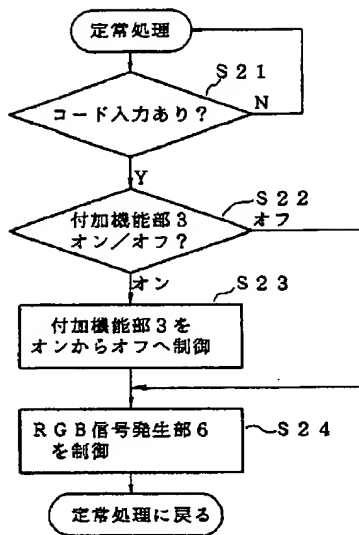 定常処理
S21
コード入力あり?
N
Y
S22
付加機能部3
オン/オフ?
オフ
オン
S23
付加機能部3を
オンからオフへ制御
RGB信号発生部6
を制御
S24
定常処理に戻る